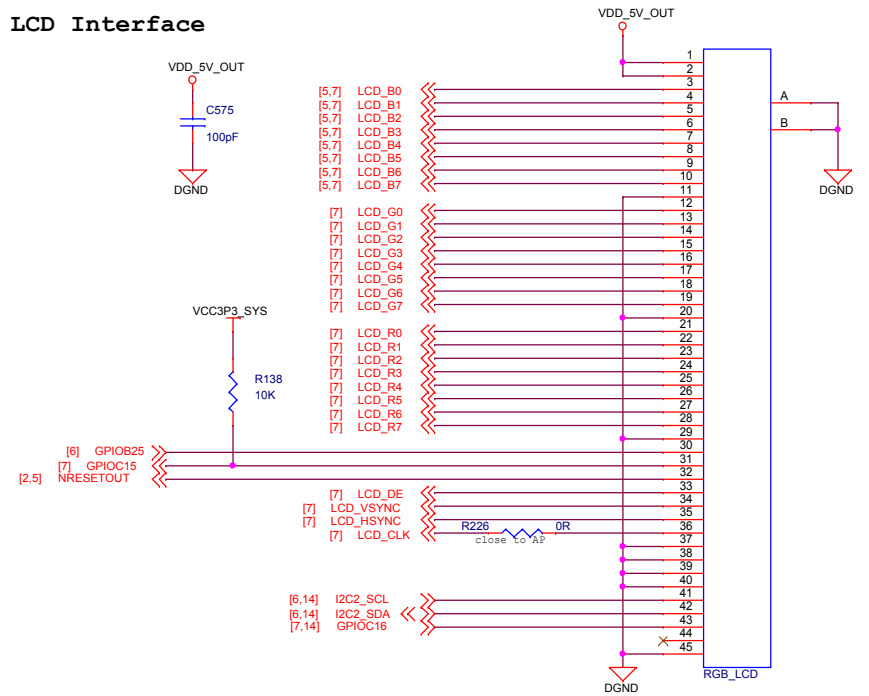 LCD Interface
VDD_5V_OUT
VDD_5V_OUT
C575
100pF
DGND
1
2
3
[5,7] LCD_B0
4
[5,7] LCD_B1
5
[5,7] LCD_B2
6
[5,7] LCD_B3
7
[5,7] LCD_B4
8
[5,7] LCD_B5
9
[5,7] LCD_B6
10
[5,7] LCD_B7
A
B
DGND
11
12
[7] LCD_G0
13
[7] LCD_G1
14
[7] LCD_G2
15
[7] LCD_G3
16
[7] LCD_G4
17
[7] LCD_G5
18
[7] LCD_G6
19
[7] LCD_G7
20
VCC3P3_SYS
R138
10K
21
[7] LCD_R0
22
[7] LCD_R1
23
[7] LCD_R2
24
[7] LCD_R3
25
[7] LCD_R4
26
[7] LCD_R5
27
[7] LCD_R6
28
[7] LCD_R7
29
30
[6] GPIOB25
31
[7] GPIOC15
32
[2,5] NRESETOUT
33
[7] LCD_DE
34
[7] LCD_VSYNC
35
[7] LCD_HSYNC
36
[7] LCD_CLK
R226 0R
close to AP
37
38
39
40
41
[6,14] I2C2_SCL
42
[6,14] I2C2_SDA
43
[7,14] GPIOC16
44
45
RGB_LCD
DGND